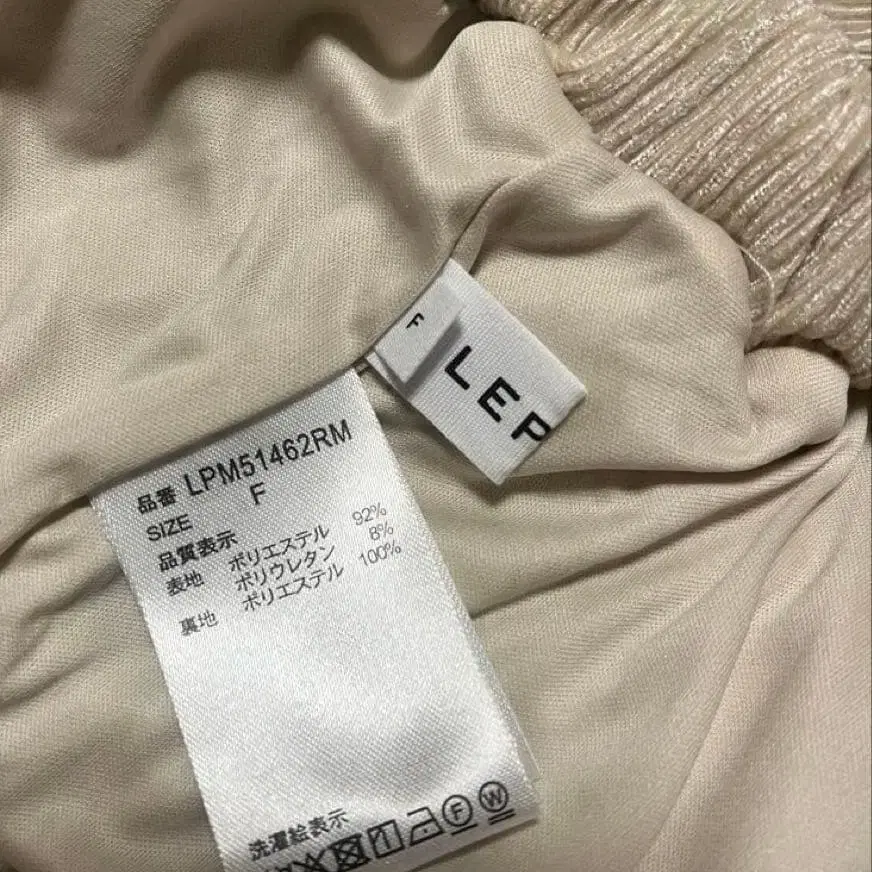 F
LEP
品番 LPM51462RM
SIZE F
品質表示
表地 ポリエステル 92%
ポリウレタン 8%
裏地 ポリエステル 100%
洗濯絵表示
F W